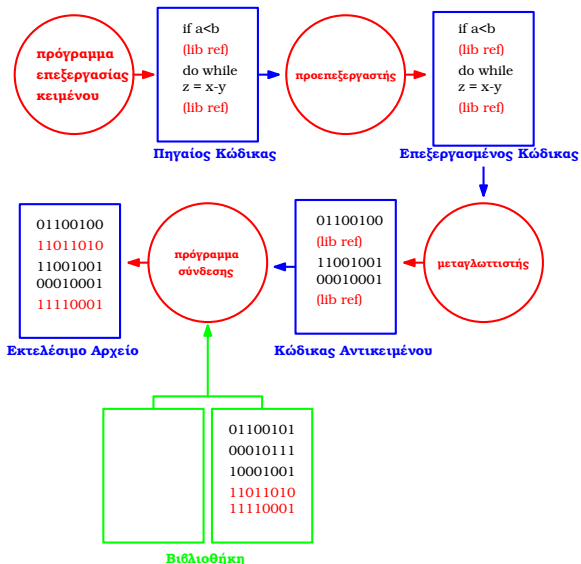 πρόγραμμα
επεξεργασίας
κειμένου
if a<b
(lib ref)
do while
z = x-y
(lib ref)
Πηγαίος Κώδικας
προεπεξεργαστής
if a<b
(lib ref)
do while
z = x-y
(lib ref)
Επεξεργασμένος Κώδικας
μεταγλωττιστής
01100100
(lib ref)
11001001
00010001
(lib ref)
Κώδικας Αντικειμένου
πρόγραμμα
σύνδεσης
01100100
11011010
11001001
00010001
11110001
Εκτελέσιμο Αρχείο
01100101
00010111
10001001
11011010
11110001
Βιβλιοθήκη